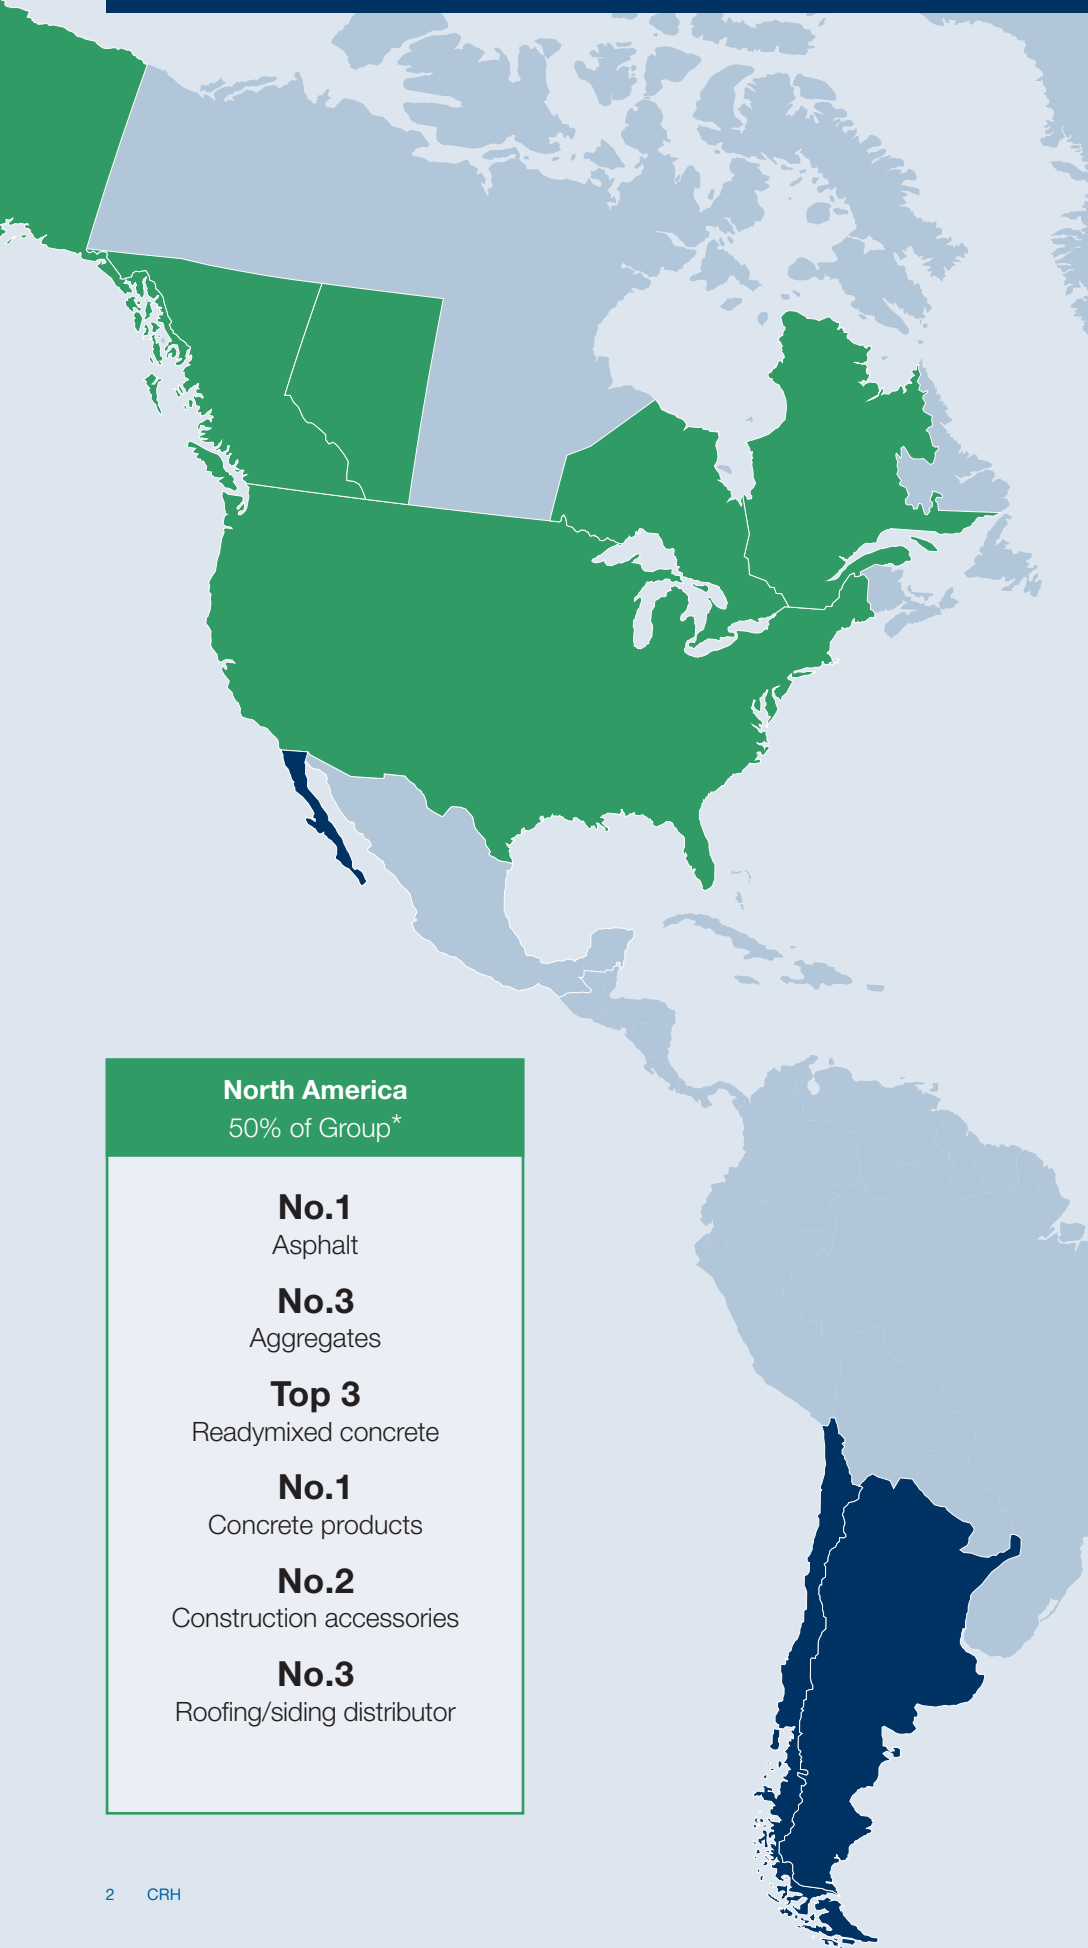 North America
50% of Group*
No.1
Asphalt
No.3
Aggregates
Top 3
Readymixed concrete
No.1
Concrete products
No.2
Construction accessories
No.3
Roofing/siding distributor
2 CRH